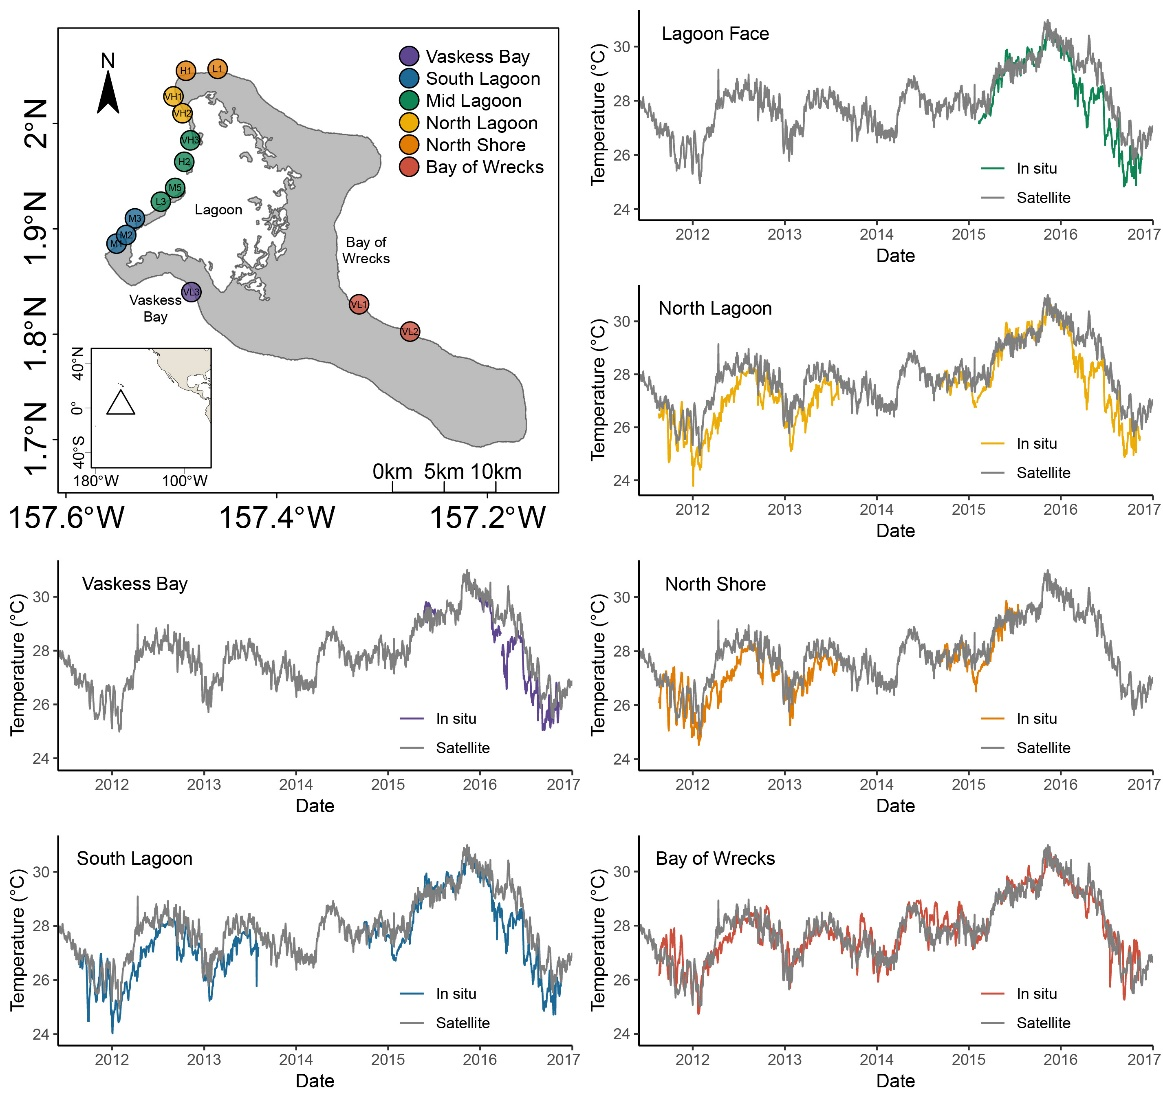 N
H1
L1
VH1
VH2
VH3
H2
M5
L3
M3
M2
M1
VL3
VL1
VL2
Vaskess Bay
South Lagoon
Mid Lagoon
North Lagoon
North Shore
Bay of Wrecks
Lagoon
Bay of
Wrecks
Vaskess
Bay
2°N
1.9°N
1.8°N
1.7°N
40°N
0°
40°S
180°W 100°W
0km 5km 10km
157.6°W 157.4°W 157.2°W
Lagoon Face
Temperature (°C)
30
28
26
24
In situ
Satellite
2012 2013 2014 2015 2016 2017
Date
North Lagoon
Temperature (°C)
30
28
26
24
In situ
Satellite
2012 2013 2014 2015 2016 2017
Date
Vaskess Bay
Temperature (°C)
30
28
26
24
In situ
Satellite
2012 2013 2014 2015 2016 2017
Date
North Shore
Temperature (°C)
30
28
26
24
In situ
Satellite
2012 2013 2014 2015 2016 2017
Date
South Lagoon
Temperature (°C)
30
28
26
24
In situ
Satellite
2012 2013 2014 2015 2016 2017
Date
Bay of Wrecks
Temperature (°C)
30
28
26
24
In situ
Satellite
2012 2013 2014 2015 2016 2017
Date